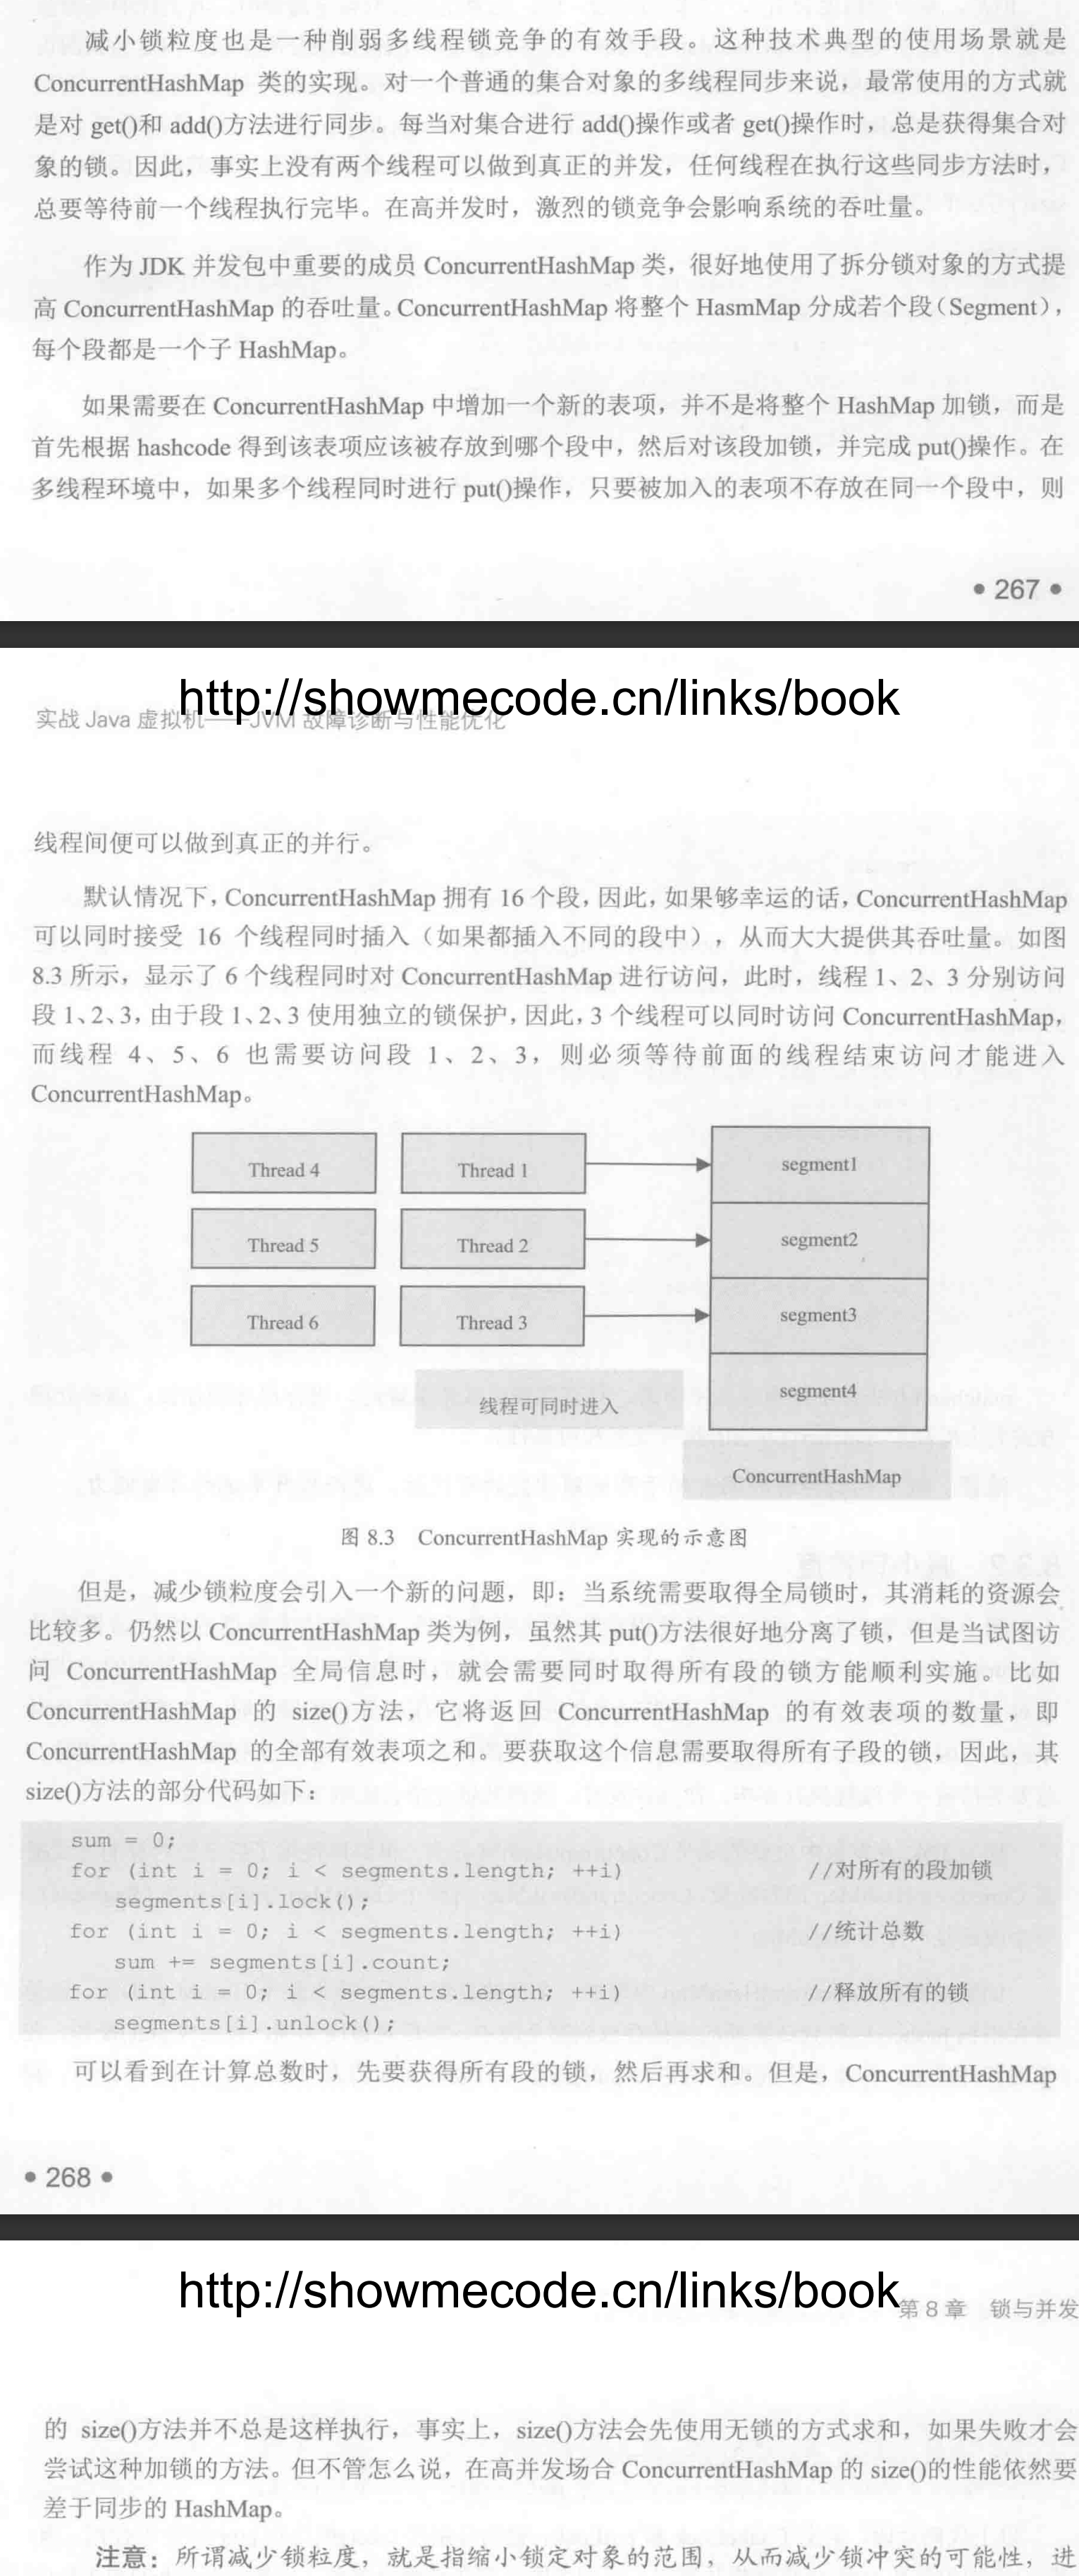 减小锁粒度也是一种削弱多线程锁竞争的有效手段。这种技术典型的使用场景就是
ConcurrentHashMap 类的实现。对一个普通的集合对象的多线程同步来说，最常使用的方式就
是对 get()和 add()方法进行同步。每当对集合进行 add()操作或者 get()操作时，总是获得集合对
象的锁。因此，事实上没有两个线程可以做到真正的并发，任何线程在执行这些同步方法时，
总要等待前一个线程执行完毕。在高并发时，激烈的锁竞争会影响系统的吞吐量。
作为 JDK 并发包中重要的成员 ConcurrentHashMap 类，很好地使用了拆分锁对象的方式提
高 ConcurrentHashMap 的吞吐量。ConcurrentHashMap 将整个 HasmMap 分成若个段（Segment），
每个段都是一个子 HashMap。
如果需要在 ConcurrentHashMap 中增加一个新的表项，并不是将整个 HashMap 加锁，而是
首先根据 hashcode 得到该表项应该被存放到哪个段中，然后对该段加锁，并完成 put()操作。在
多线程环境中，如果多个线程同时进行 put()操作，只要被加入的表项不存放在同一个段中，则
• 267 •
http://showmecode.cn/links/book
实战 Java 虚拟机——JVM 故障诊断与性能优化
线程间便可以做到真正的并行。
默认情况下，ConcurrentHashMap 拥有 16 个段，因此，如果够幸运的话，ConcurrentHashMap
可以同时接受 16 个线程同时插入（如果都插入不同的段中），从而大大提供其吞吐量。如图
8.3 所示，显示了 6 个线程同时对 ConcurrentHashMap 进行访问，此时，线程 1、2、3 分别访问
段 1、2、3，由于段 1、2、3 使用独立的锁保护，因此，3 个线程可以同时访问 ConcurrentHashMap，
而线程 4、5、6 也需要访问段 1、2、3，则必须等待前面的线程结束访问才能进入
ConcurrentHashMap。
Thread 4 Thread 1 segment1
Thread 5 Thread 2 segment2
Thread 6 Thread 3 segment3
segment4
线程可同时进入
ConcurrentHashMap
图 8.3 ConcurrentHashMap 实现的示意图
但是，减少锁粒度会引入一个新的问题，即：当系统需要取得全局锁时，其消耗的资源会
比较多。仍然以 ConcurrentHashMap 类为例，虽然其 put()方法很好地分离了锁，但是当试图访
问 ConcurrentHashMap 全局信息时，就会需要同时取得所有段的锁方能顺利实施。比如
ConcurrentHashMap 的 size()方法，它将返回 ConcurrentHashMap 的有效表项的数量，即
ConcurrentHashMap 的全部有效表项之和。要获取这个信息需要取得所有子段的锁，因此，其
size()方法的部分代码如下：
sum = 0;
for (int i = 0; i < segments.length; ++i) //对所有的段加锁
segments[i].lock();
for (int i = 0; i < segments.length; ++i) //统计总数
sum += segments[i].count;
for (int i = 0; i < segments.length; ++i) //释放所有的锁
segments[i].unlock();
可以看到在计算总数时，先要获得所有段的锁，然后再求和。但是，ConcurrentHashMap
• 268 •
http://showmecode.cn/links/book
第 8 章 锁与并发
的 size()方法并不总是这样执行，事实上，size()方法会先使用无锁的方式求和，如果失败才会
尝试这种加锁的方法。但不管怎么说，在高并发场合 ConcurrentHashMap 的 size()的性能依然要
差于同步的 HashMap。
注意：所谓减少锁粒度，就是指缩小锁定对象的范围，从而减少锁冲突的可能性，进